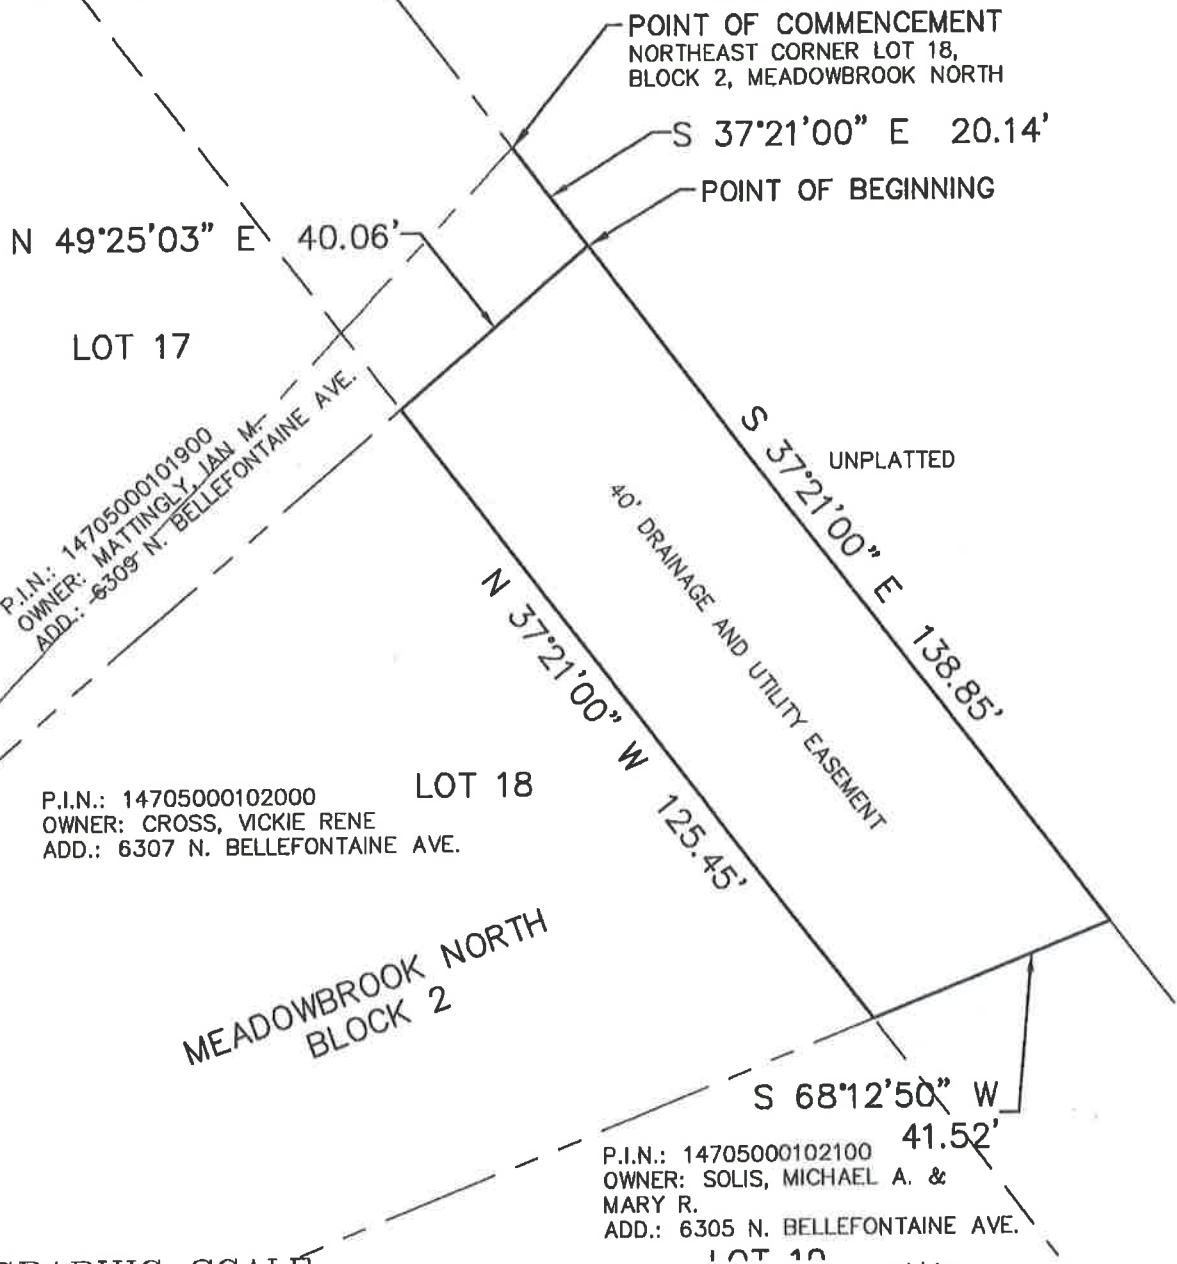 POINT OF COMMENCEMENT
NORTHEAST CORNER LOT 18,
BLOCK 2, MEADOWBROOK NORTH
S 37°21'00" E 20.14'
POINT OF BEGINNING
N 49°25'03" E 40.06'
LOT 17
P.I.N.: 14705000101900
OWNER: MATTINGLY, JAN M.
ADD.: 6309 N. BELLEFONTAINE AVE.
UNPLATTED
S 37°21'00" E 138.85'
40' DRAINAGE AND UTILITY EASEMENT
N 37°21'00" W 125.45'
LOT 18
P.I.N.: 14705000102000
OWNER: CROSS, VICKIE RENE
ADD.: 6307 N. BELLEFONTAINE AVE.
MEADOWBROOK NORTH
BLOCK 2
S 68°12'50" W
41.52'
P.I.N.: 14705000102100
OWNER: SOLIS, MICHAEL A. &
MARY R.
ADD.: 6305 N. BELLEFONTAINE AVE.
LOT 19
GRAPHIC SCALE